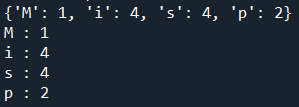 {'M': 1, 'i': 4, 's': 4, 'p': 2}
M : 1
i : 4
s : 4
p : 2